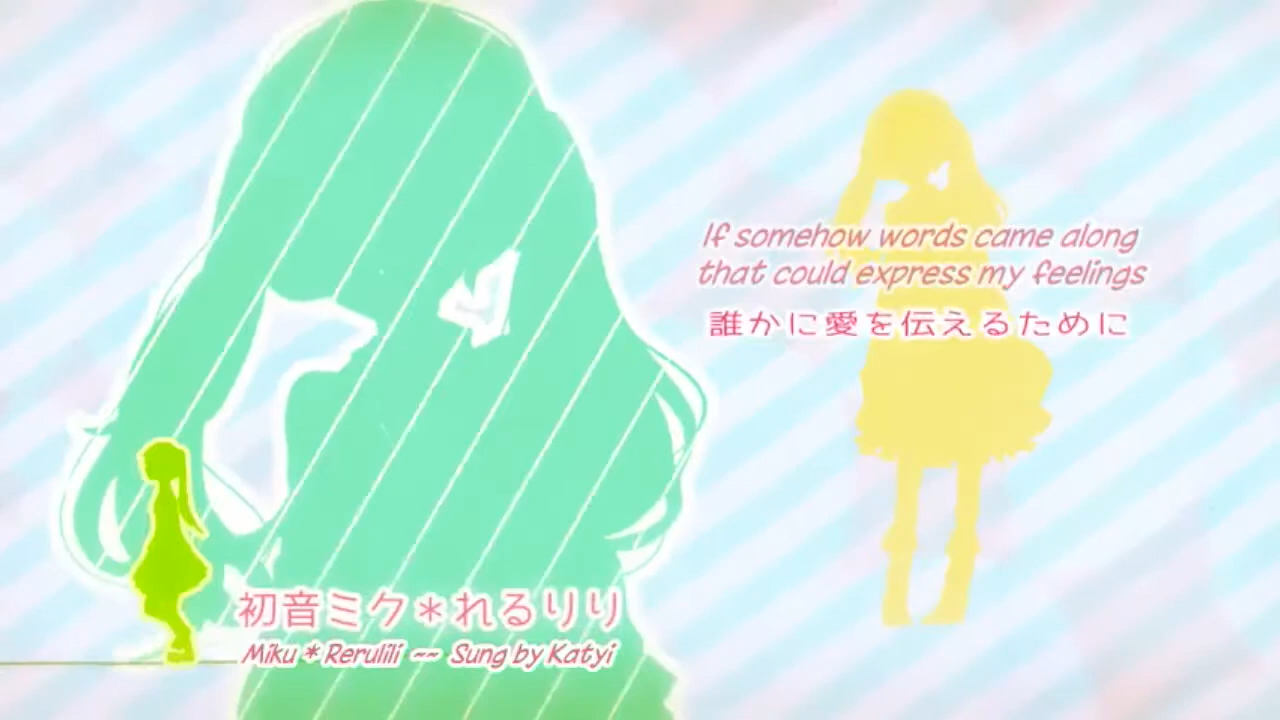 If somehow words came along
that could express my feelings
誰かに愛を伝えるために
初音ミク＊れるりり
Miku * Rerulili ~~ Sung by Katyi